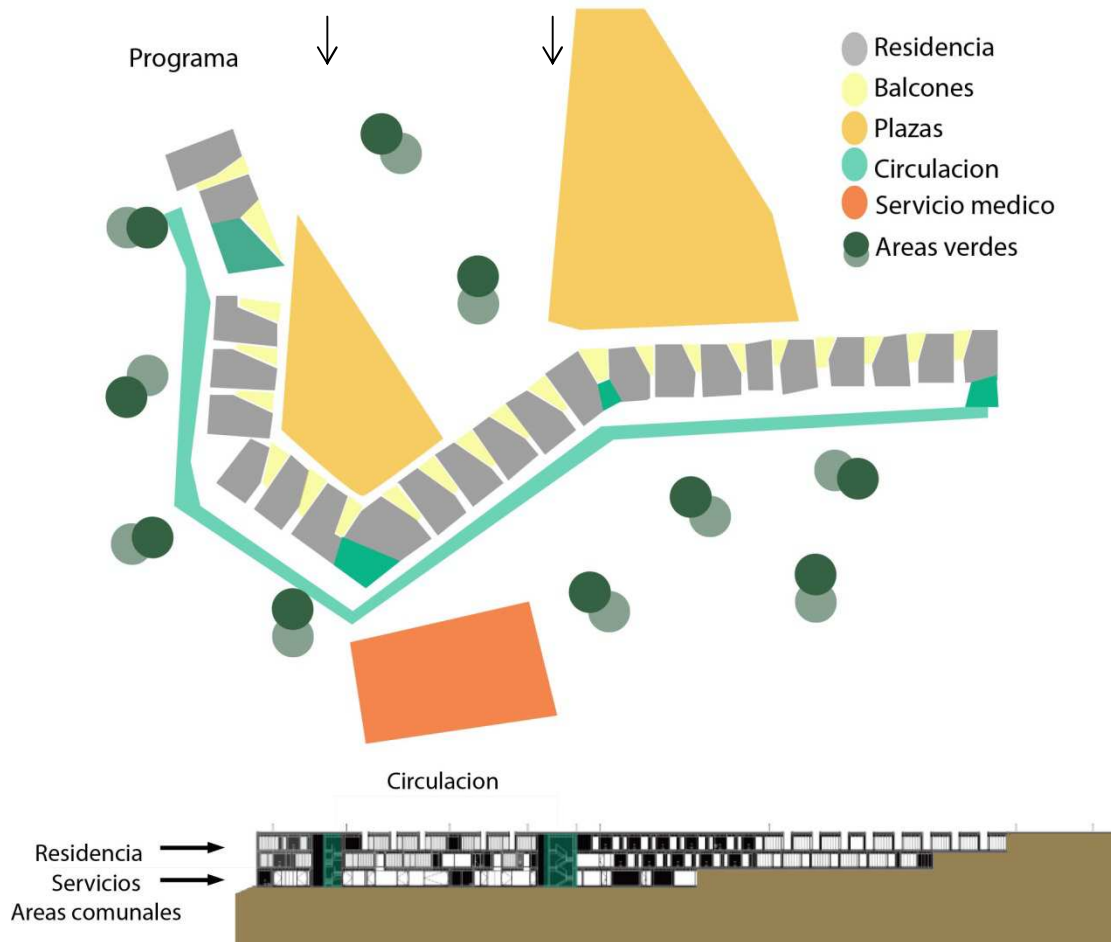 Programa
Residencia
Balcones
Plazas
Circulacion
Servicio medico
Areas verdes
Circulacion
Residencia
Servicios
Areas comunales